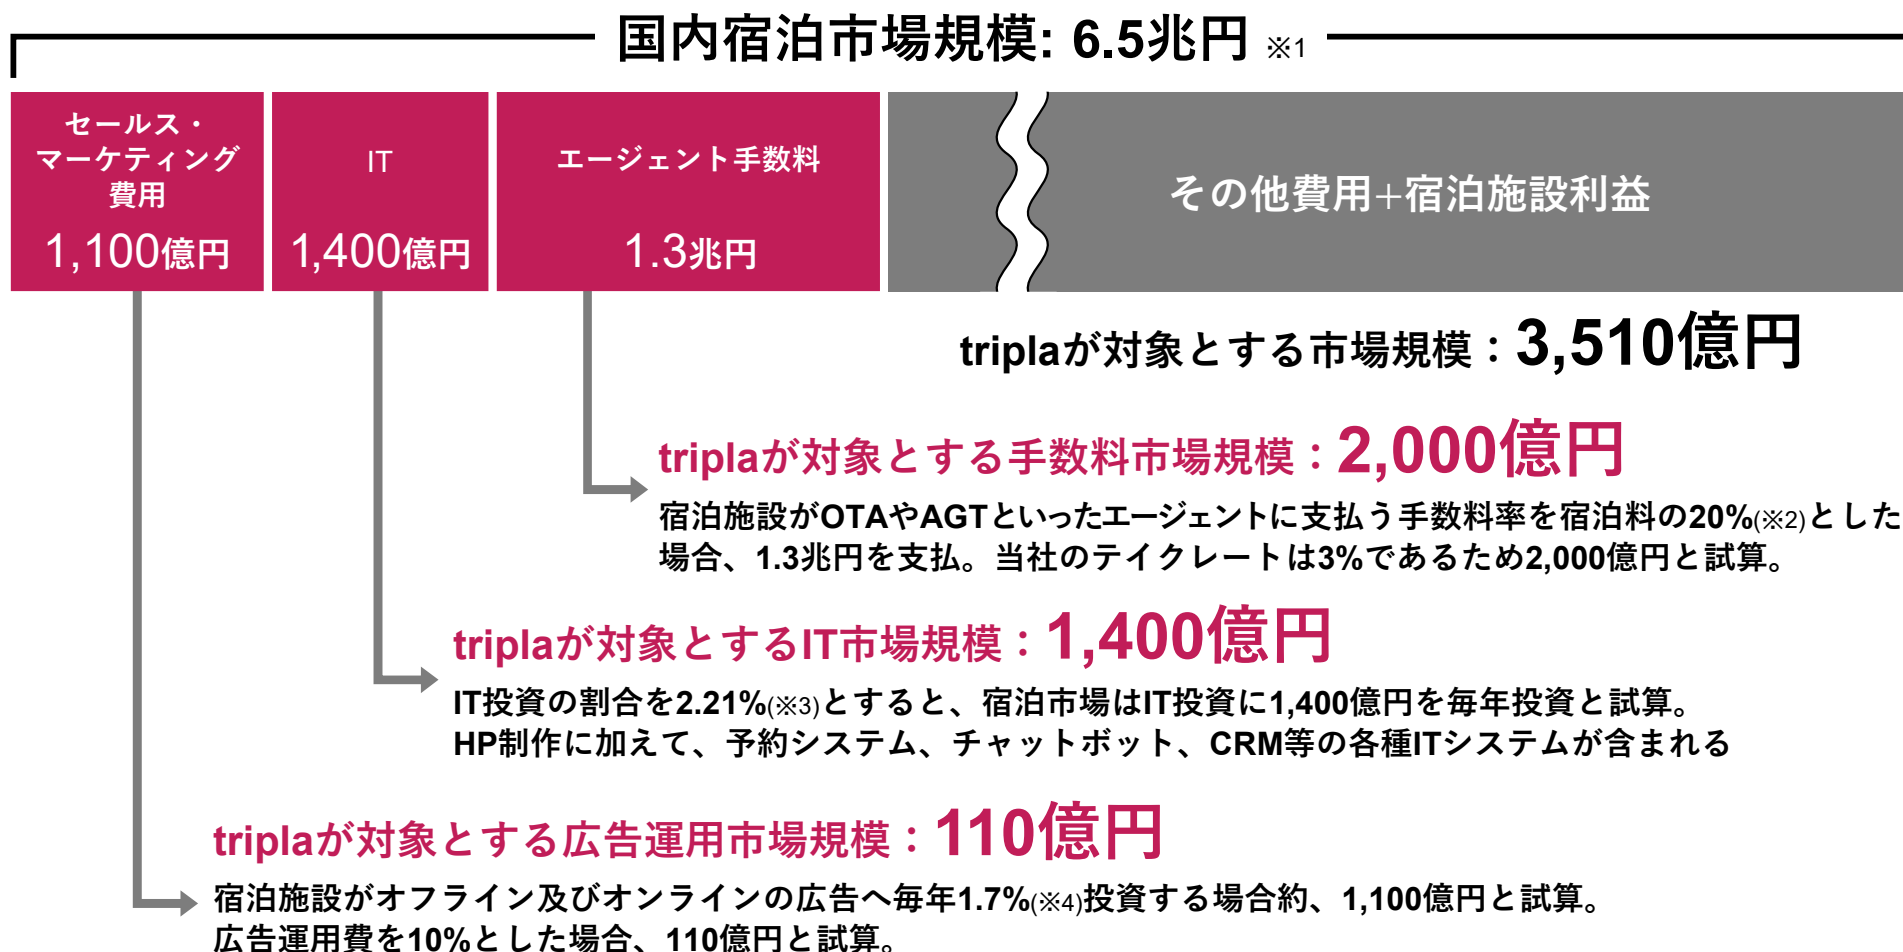 国内宿泊市場規模: 6.5兆円 ※1
セールス・
マーケティング
費用
1,100億円
IT
1,400億円
エージェント手数料
1.3兆円
その他費用+宿泊施設利益
triplaが対象とする市場規模：3,510億円
triplaが対象とする手数料市場規模：2,000億円
宿泊施設がOTAやAGTといったエージェントに支払う手数料率を宿泊料の20%(※2)とした
場合、1.3兆円を支払。当社のテイクレートは3%であるため2,000億円と試算。
triplaが対象とするIT市場規模：1,400億円
IT投資の割合を2.21%(※3)とすると、宿泊市場はIT投資に1,400億円を毎年投資と試算。
HP制作に加えて、予約システム、チャットボット、CRM等の各種ITシステムが含まれる
triplaが対象とする広告運用市場規模：110億円
宿泊施設がオフライン及びオンラインの広告へ毎年1.7%(※4)投資する場合約、1,100億円と試算。
広告運用費を10%とした場合、110億円と試算。